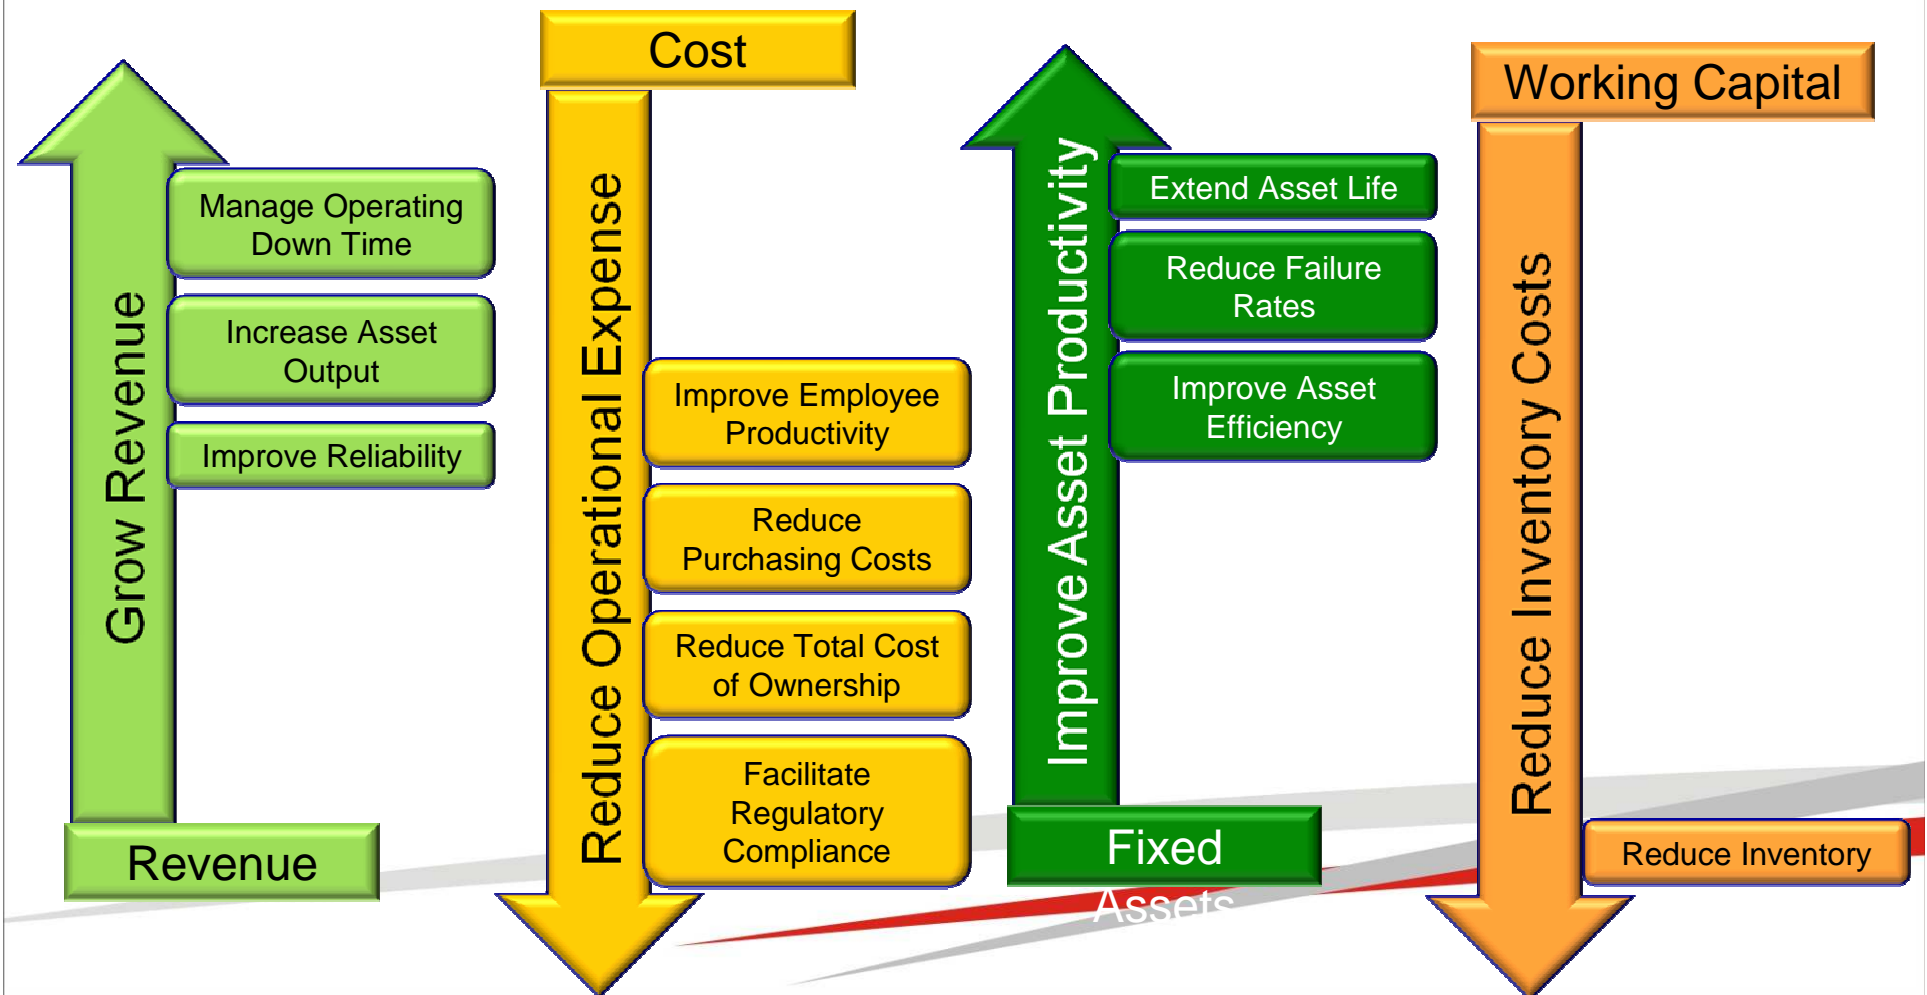 Grow Revenue
Manage Operating
Down Time
Increase Asset
Output
Improve Reliability
Revenue
Cost
Reduce Operational Expense
Improve Employee
Productivity
Reduce
Purchasing Costs
Reduce Total Cost
of Ownership
Facilitate
Regulatory
Compliance
Improve Asset Productivity
Extend Asset Life
Reduce Failure
Rates
Improve Asset
Efficiency
Fixed
Assets
Working Capital
Reduce Inventory Costs
Reduce Inventory